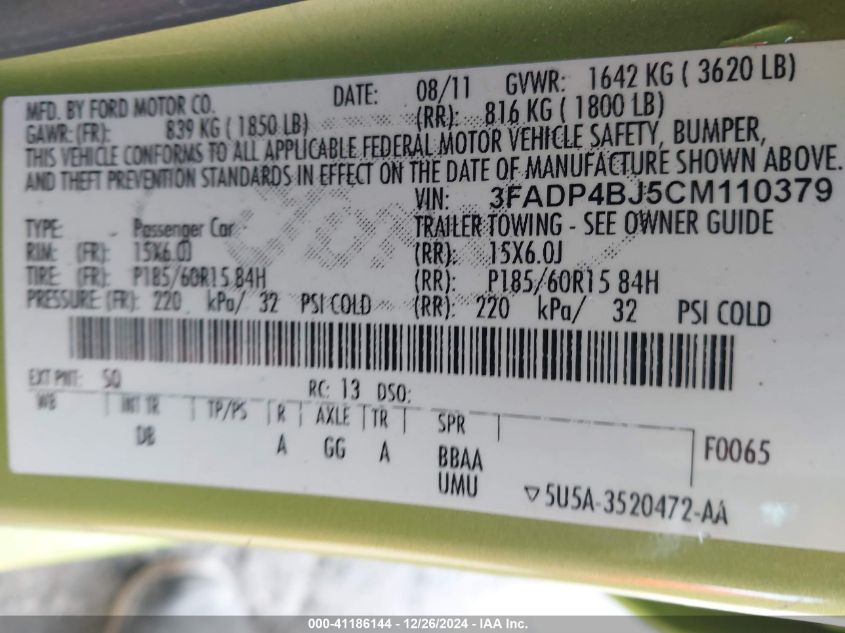 MFD. BY FORD MOTOR CO. DATE: 08/11 GVWR: 1642 KG ( 3620 LB)
GAWR: (FR): 839 KG ( 1850 LB) (RR): 816 KG ( 1800 LB)
THIS VEHICLE CONFORMS TO ALL APPLICABLE FEDERAL MOTOR VEHICLE SAFETY, BUMPER,
AND THEFT PREVENTION STANDARDS IN EFFECT ON THE DATE OF MANUFACTURE SHOWN ABOVE.
VIN: 3FADP4BJ5CM110379
TYPE: Passenger Car TRAILER TOWING - SEE OWNER GUIDE
RIM: (FR): 15X6.0J (RR): 15X6.0J
TIRE: (FR): P185/60R15 84H (RR): P185/60R15 84H
PRESSURE (FR): 220 kPa/ 32 PSI COLD (RR): 220 kPa/ 32 PSI COLD
EXT PNT: SQ RC: 13 DSO:
WB INT TR TP/PS R AXLE TR SPR
DB A GG A BBAA F0065
UMU ▽5U5A-3520472-AA
000-41186144 - 12/26/2024 - IAA Inc.